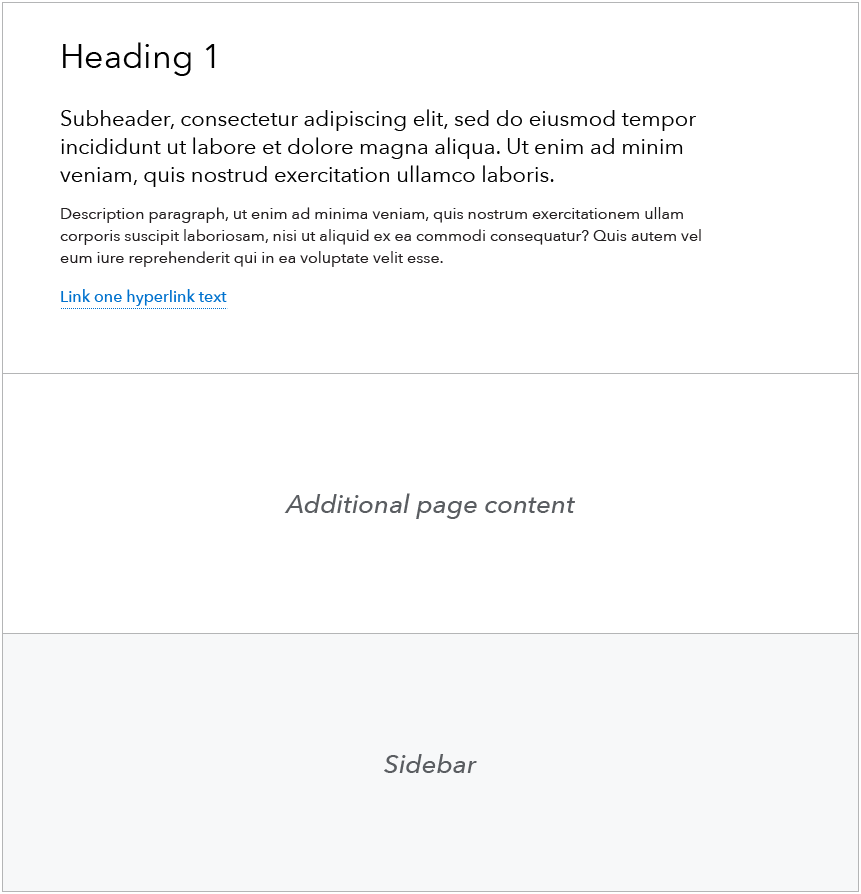 Heading 1
Subheader, consectetur adipiscing elit, sed do eiusmod tempor
incididunt ut labore et dolore magna aliqua. Ut enim ad minim
veniam, quis nostrud exercitation ullamco laboris.
Description paragraph, ut enim ad minima veniam, quis nostrum exercitationem ullam
corporis suscipit laboriosam, nisi ut aliquid ex ea commodi consequatur? Quis autem vel
eum iure reprehenderit qui in ea voluptate velit esse.
Link one hyperlink text
Additional page content
Sidebar